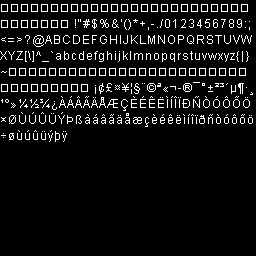 !"#$%&'()*+,-./0123456789:;
<=>?@ABCDEFGHIJKLMNOPQRSTUVW
XYZ[\]^_`abcdefghijklmnopqrstuvwxyz{|}
~
¡¢£¤¥¦§¨©ª«¬-®¯°±²³´µ¶·¸
¹º»¼½¾¿ÀÁÂÃÄÅÆÇÈÉÊËÌÍÎÏÐÑÒÓÔÕÖ
×ØÙÚÛÜÝÞßàáâãäåæçèéêëìíîïðñòóôõö
÷øùúûüýþÿ